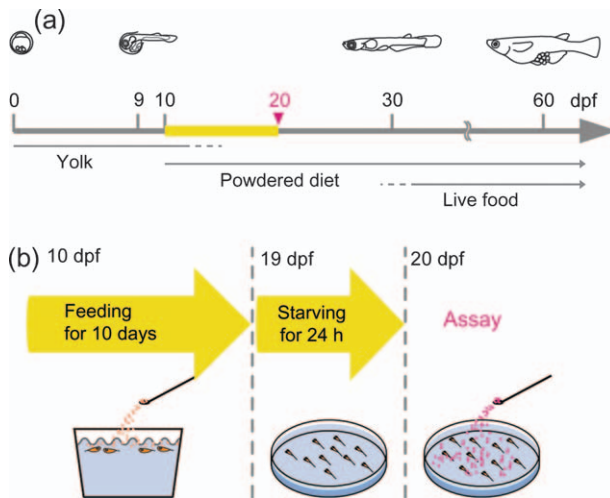 (a)
0 9 10 20 30 60 dpf
Yolk
Powdered diet
Live food
(b) 10 dpf 19 dpf 20 dpf
Feeding
for 10 days
Starving
for 24 h
Assay